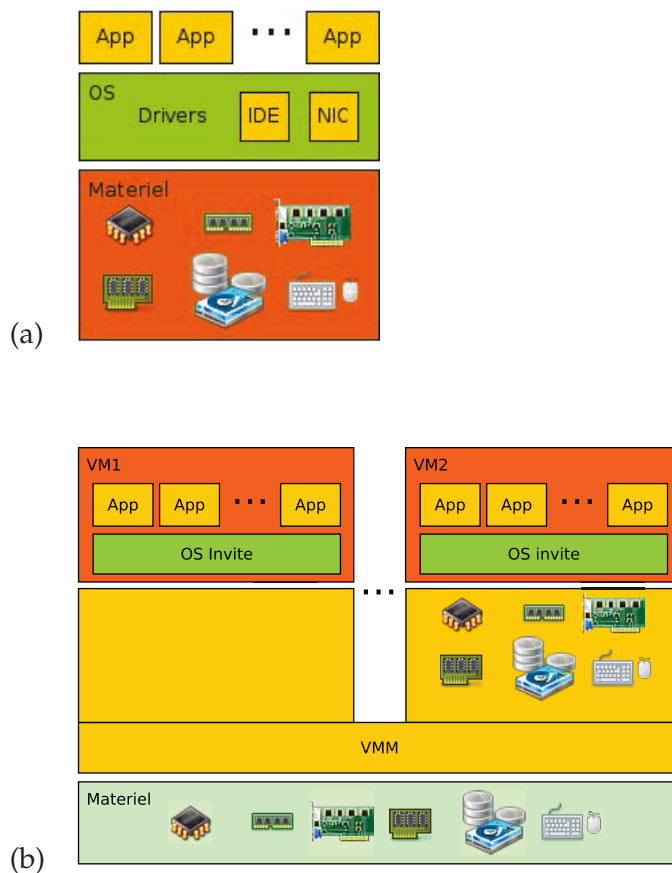 App App ... App
OS
Drivers IDE NIC
Materiel
(a)
VM1 VM2
App App ... App App App ... App
OS Invite OS invite
...
VMM
Materiel
(b)